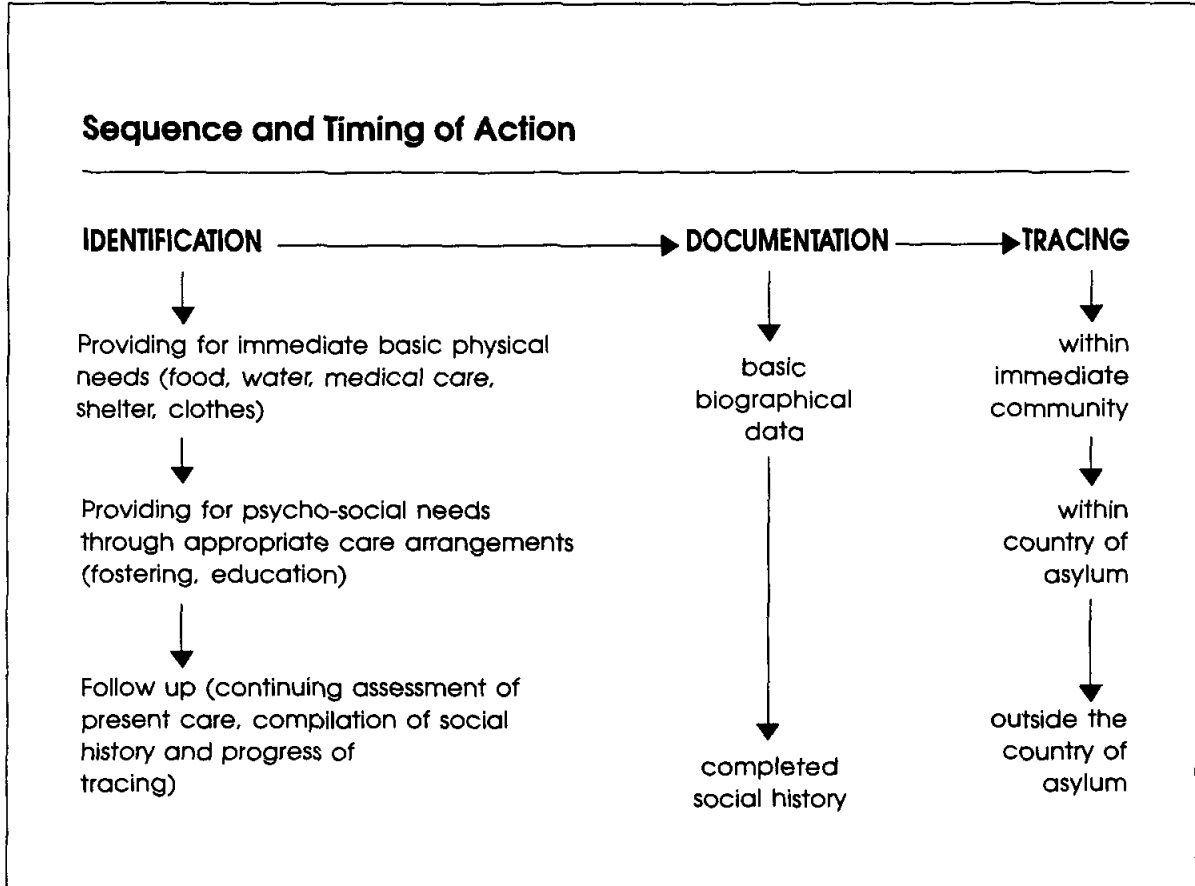 Sequence and Timing of Action
IDENTIFICATION
DOCUMENTATION
TRACING
Providing for immediate basic physical
needs (food, water, medical care,
shelter, clothes)
Providing for psycho-social needs
through appropriate care arrangements
(fostering, education)
Follow up (continuing assessment of
present care, compilation of social
history and progress of
tracing)
basic
biographical
data
completed
social history
within
immediate
community
within
country of
asylum
outside the
country of
asylum